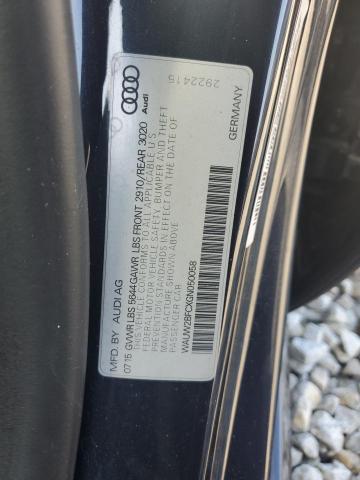 MFD. BY AUDI AG
Audi
07 15 GVWR LBS 5644 GAWR LBS FRONT 2910/REAR 3020
THIS VEHICLE CONFORMS TO ALL APPLICABLE U.S.
FEDERAL MOTOR VEHICLE SAFETY, BUMPER AND THEFT
PREVENTION STANDARDS IN EFFECT ON THE DATE OF
MANUFACTURE SHOWN ABOVE
PASSENGER CAR
WAUW2BFCXGN050058
2922415
GERMANY